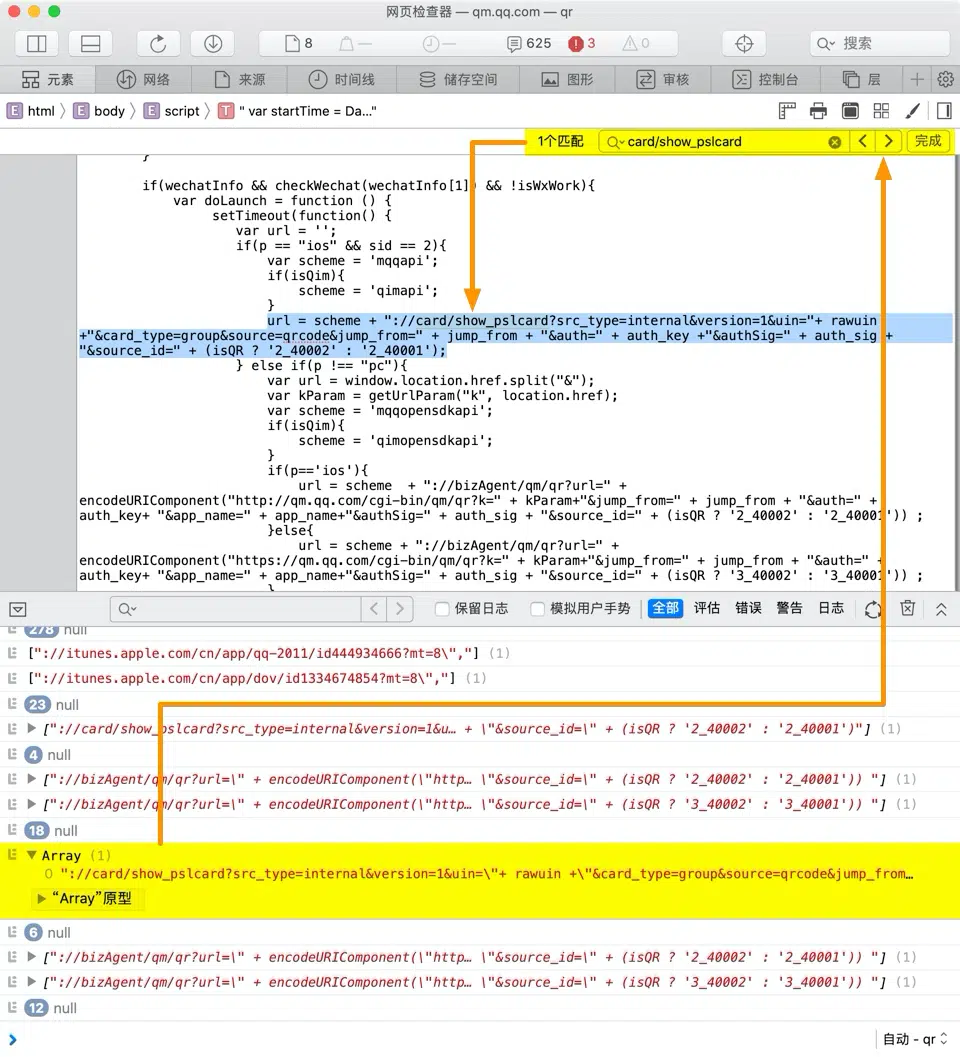 网页检查器 — qm.qq.com — qr
8 — — 625 3 0 搜索
元素 网络 来源 时间线 储存空间 图形 审核 控制台 层
E html E body E script T " var startTime = Da..."
1个匹配 card/show_pslcard 完成
}
if(wechatInfo && checkWechat(wechatInfo[1]) && !isWxWork){
var doLaunch = function () {
setTimeout(function() {
var url = '';
if(p == "ios" && sid == 2){
var scheme = 'mqqapi';
if(isQim){
scheme = 'qimapi';
}
url = scheme + "://card/show_pslcard?src_type=internal&version=1&uin="+ rawuin
+"&card_type=group&source=qrcode&jump_from=" + jump_from + "&auth=" + auth_key +"&authSig=" + auth_sig +
"&source_id=" + (isQR ? '2_40002' : '2_40001');
} else if(p !== "pc"){
var url = window.location.href.split("&");
var kParam = getUrlParam("k", location.href);
var scheme = 'mqqopensdkapi';
if(isQim){
scheme = 'qimopensdkapi';
}
if(p=='ios'){
url = scheme  + "://bizAgent/qm/qr?url=" +
encodeURIComponent("http://qm.qq.com/cgi-bin/qm/qr?k=" + kParam+"&jump_from=" + jump_from + "&auth=" +
auth_key+ "&app_name=" + app_name+"&authSig=" + auth_sig + "&source_id=" + (isQR ? '2_40002' : '2_40001')) ;
}else{
url = scheme + "://bizAgent/qm/qr?url=" +
encodeURIComponent("https://qm.qq.com/cgi-bin/qm/qr?k=" + kParam+"&jump_from=" + jump_from + "&auth=" +
auth_key+ "&app_name=" + app_name+"&authSig=" + auth_sig + "&source_id=" + (isQR ? '3_40002' : '3_40001')) ;
}
保留日志 模拟用户手势 全部 评估 错误 警告 日志
278 null
["://itunes.apple.com/cn/app/qq-2011/id444934666?mt=8\","] (1)
["://itunes.apple.com/cn/app/dov/id1334674854?mt=8\","] (1)
23 null
["://card/show_pslcard?src_type=internal&version=1&u… + \"&source_id=\" + (isQR ? '2_40002' : '2_40001')"] (1)
4 null
["://bizAgent/qm/qr?url=\" + encodeURIComponent(\"http… \"&source_id=\" + (isQR ? '2_40002' : '2_40001')) "] (1)
["://bizAgent/qm/qr?url=\" + encodeURIComponent(\"http… \"&source_id=\" + (isQR ? '3_40002' : '3_40001')) "] (1)
18 null
Array (1)
0 "://card/show_pslcard?src_type=internal&version=1&uin=\"+ rawuin +\"&card_type=group&source=qrcode&jump_from…
“Array”原型
6 null
["://bizAgent/qm/qr?url=\" + encodeURIComponent(\"http… \"&source_id=\" + (isQR ? '2_40002' : '2_40001')) "] (1)
["://bizAgent/qm/qr?url=\" + encodeURIComponent(\"http… \"&source_id=\" + (isQR ? '3_40002' : '3_40001')) "] (1)
12 null
自动 - qr